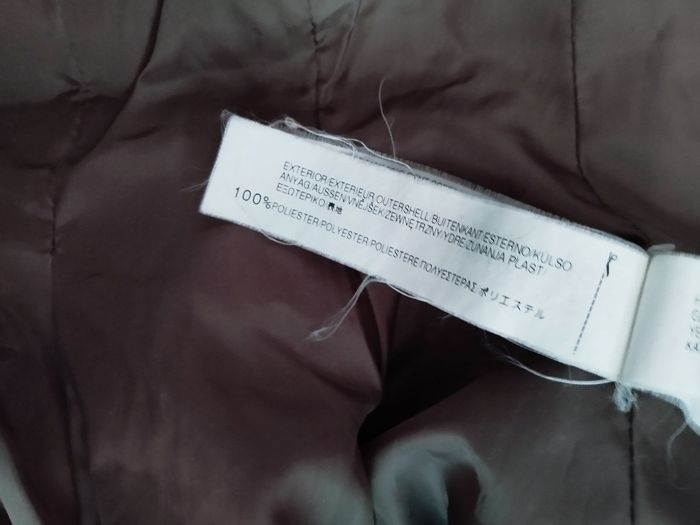 EXTERIOR/EXTERIEUR/OUTERSHELL/BUITENKANT/ESTERNO/KÜLSO
ANYAG/AUSSEN/VNĚJŠEK/ZEWNĘTRZNY/YDRE/ZUNANJA PLAST/
ΕΞΩΤΕΡΙΚΟ/表地
100% POLIESTER/POLYESTER/POLIESTERE/ΠΟΛΥΕΣΤΕΡΑΣ ポリエステル